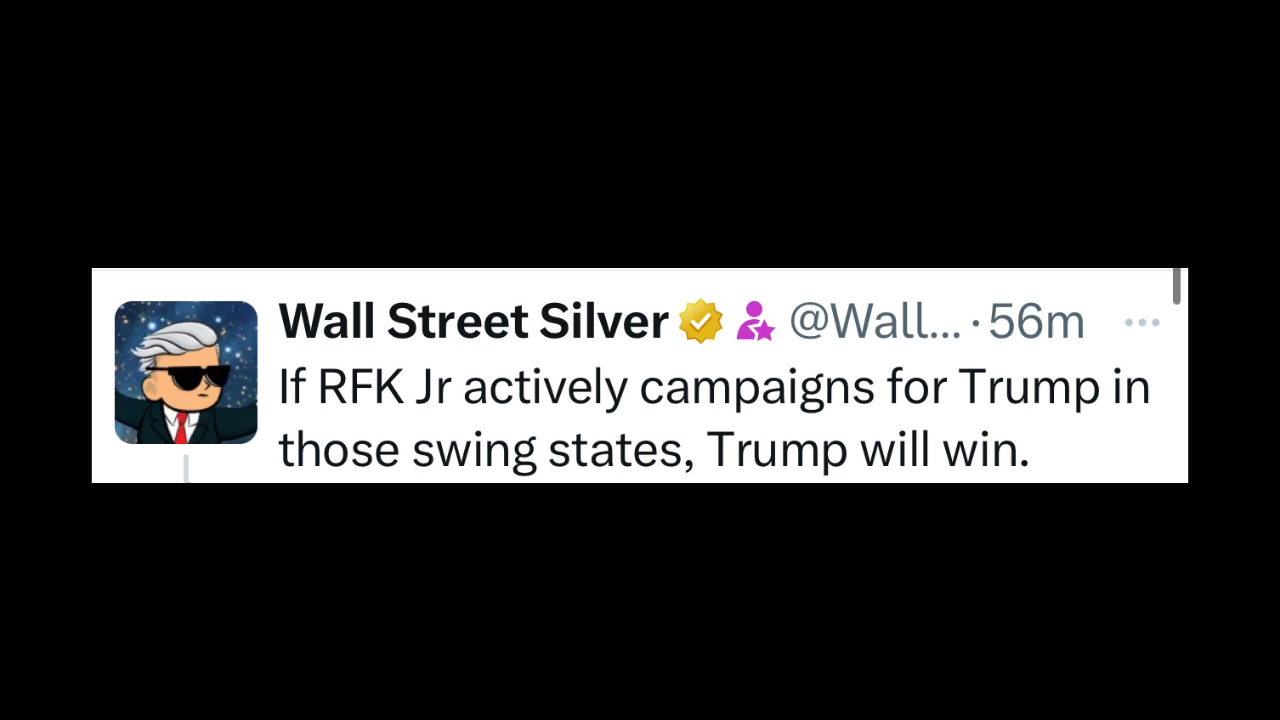 Wall Street Silver @Wall... · 56m
If RFK Jr actively campaigns for Trump in
those swing states, Trump will win.